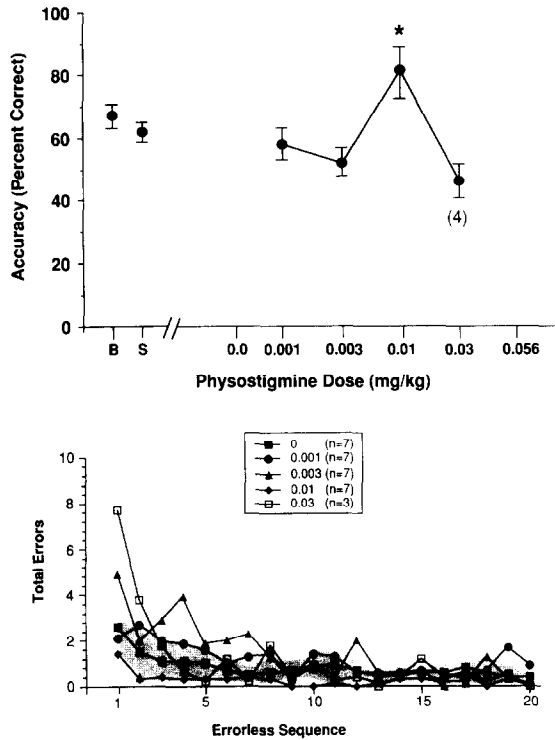 100
80
60
40
20
0
Accuracy (Percent Correct)
*
(4)
B S 0.0 0.001 0.003 0.01 0.03 0.056
Physostigmine Dose (mg/kg)
0 (n=7)
0.001 (n=7)
0.003 (n=7)
0.01 (n=7)
0.03 (n=3)
10
8
6
4
2
0
Total Errors
1 5 10 15 20
Errorless Sequence